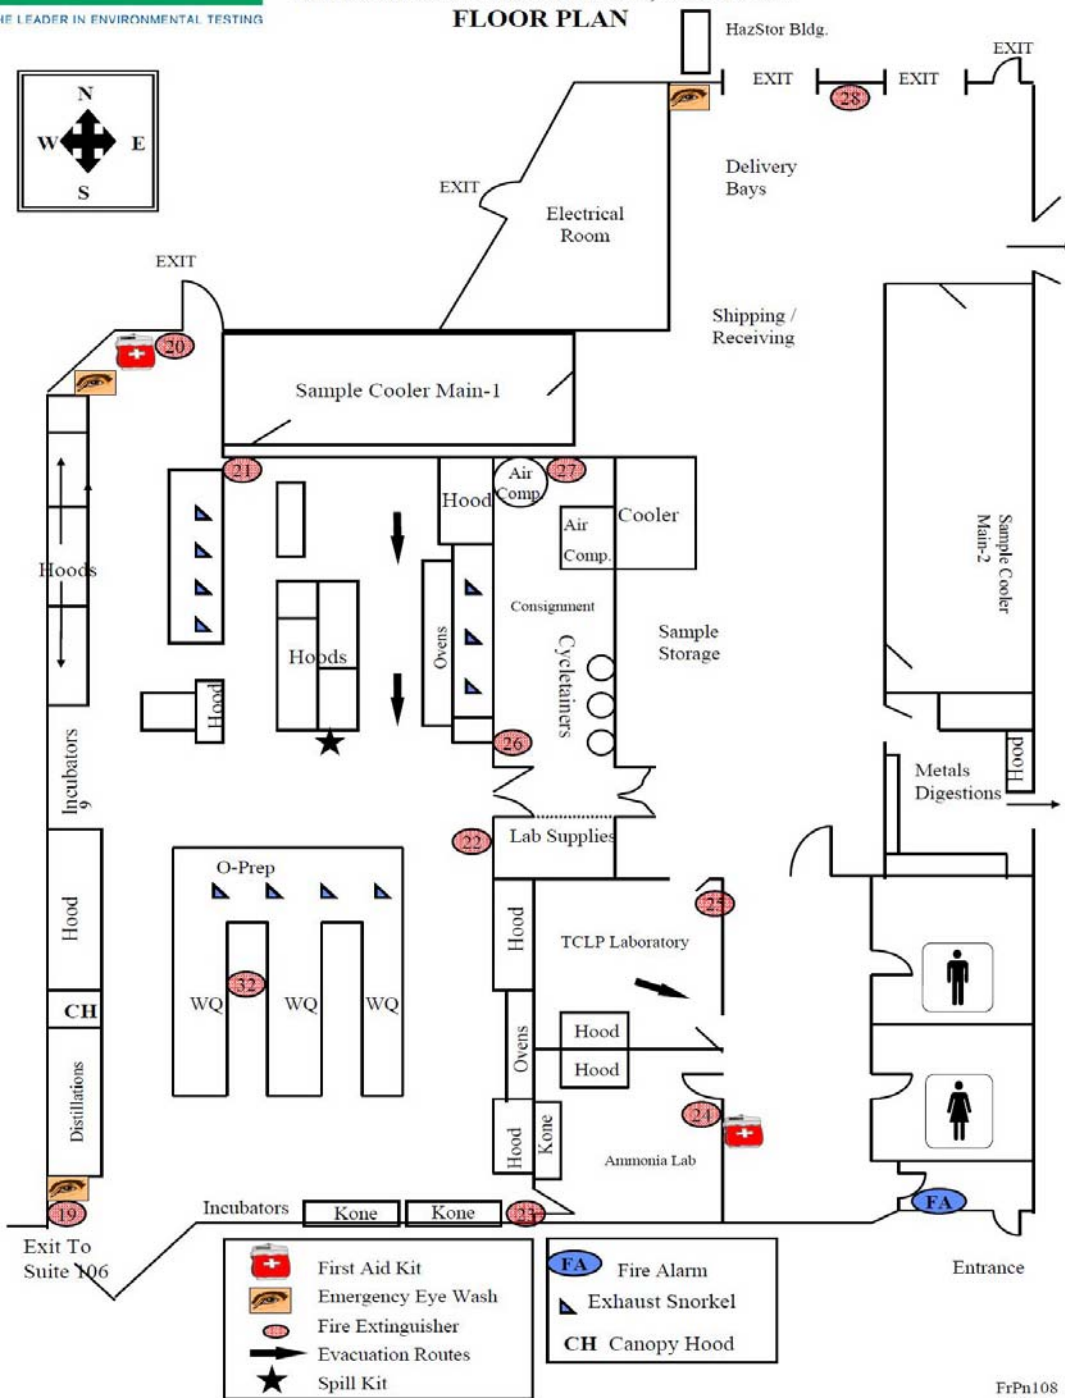 HE LEADER IN ENVIRONMENTAL TESTING
FLOOR PLAN
HazStor Bldg.
EXIT
EXIT
EXIT
28
N
W E
S
Delivery
Bays
EXIT
Electrical
Room
EXIT
Shipping /
Receiving
20
Sample Cooler Main-1
21
Hood
Air
Comp.
27
Cooler
Air
Comp.
Sample Cooler
Main-2
Hoods
Consignment
Ovens
Cycletainers
Sample
Storage
Hoods
Hood
26
Incubators
9
Metals
Digestions
Hood
22
Lab Supplies
O-Prep
25
Hood
Hood
TCLP Laboratory
32
WQ
WQ
WQ
CH
Hood
Ovens
Hood
Distillations
24
Hood
Kone
Ammonia Lab
19
Incubators
Kone
Kone
23
FA
Exit To
Suite 106
Entrance
First Aid Kit
Emergency Eye Wash
Fire Extinguisher
Evacuation Routes
Spill Kit
FA Fire Alarm
Exhaust Snorkel
CH Canopy Hood
FrPn108